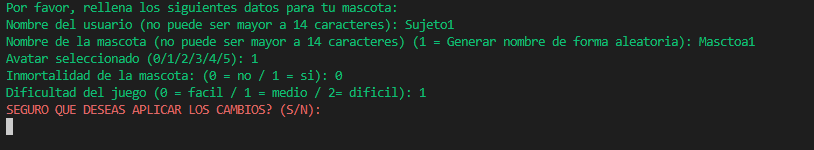 Por favor, rellena los siguientes datos para tu mascota:
Nombre del usuario (no puede ser mayor a 14 caracteres): Sujeto1
Nombre de la mascota (no puede ser mayor a 14 caracteres) (1 = Generar nombre de forma aleatoria): Masctoa1
Avatar seleccionado (0/1/2/3/4/5): 1
Inmortalidad de la mascota: (0 = no / 1 = si): 0
Dificultad del juego (0 = facil / 1 = medio / 2= dificil): 1
SEGURO QUE DESEAS APLICAR LOS CAMBIOS? (S/N):